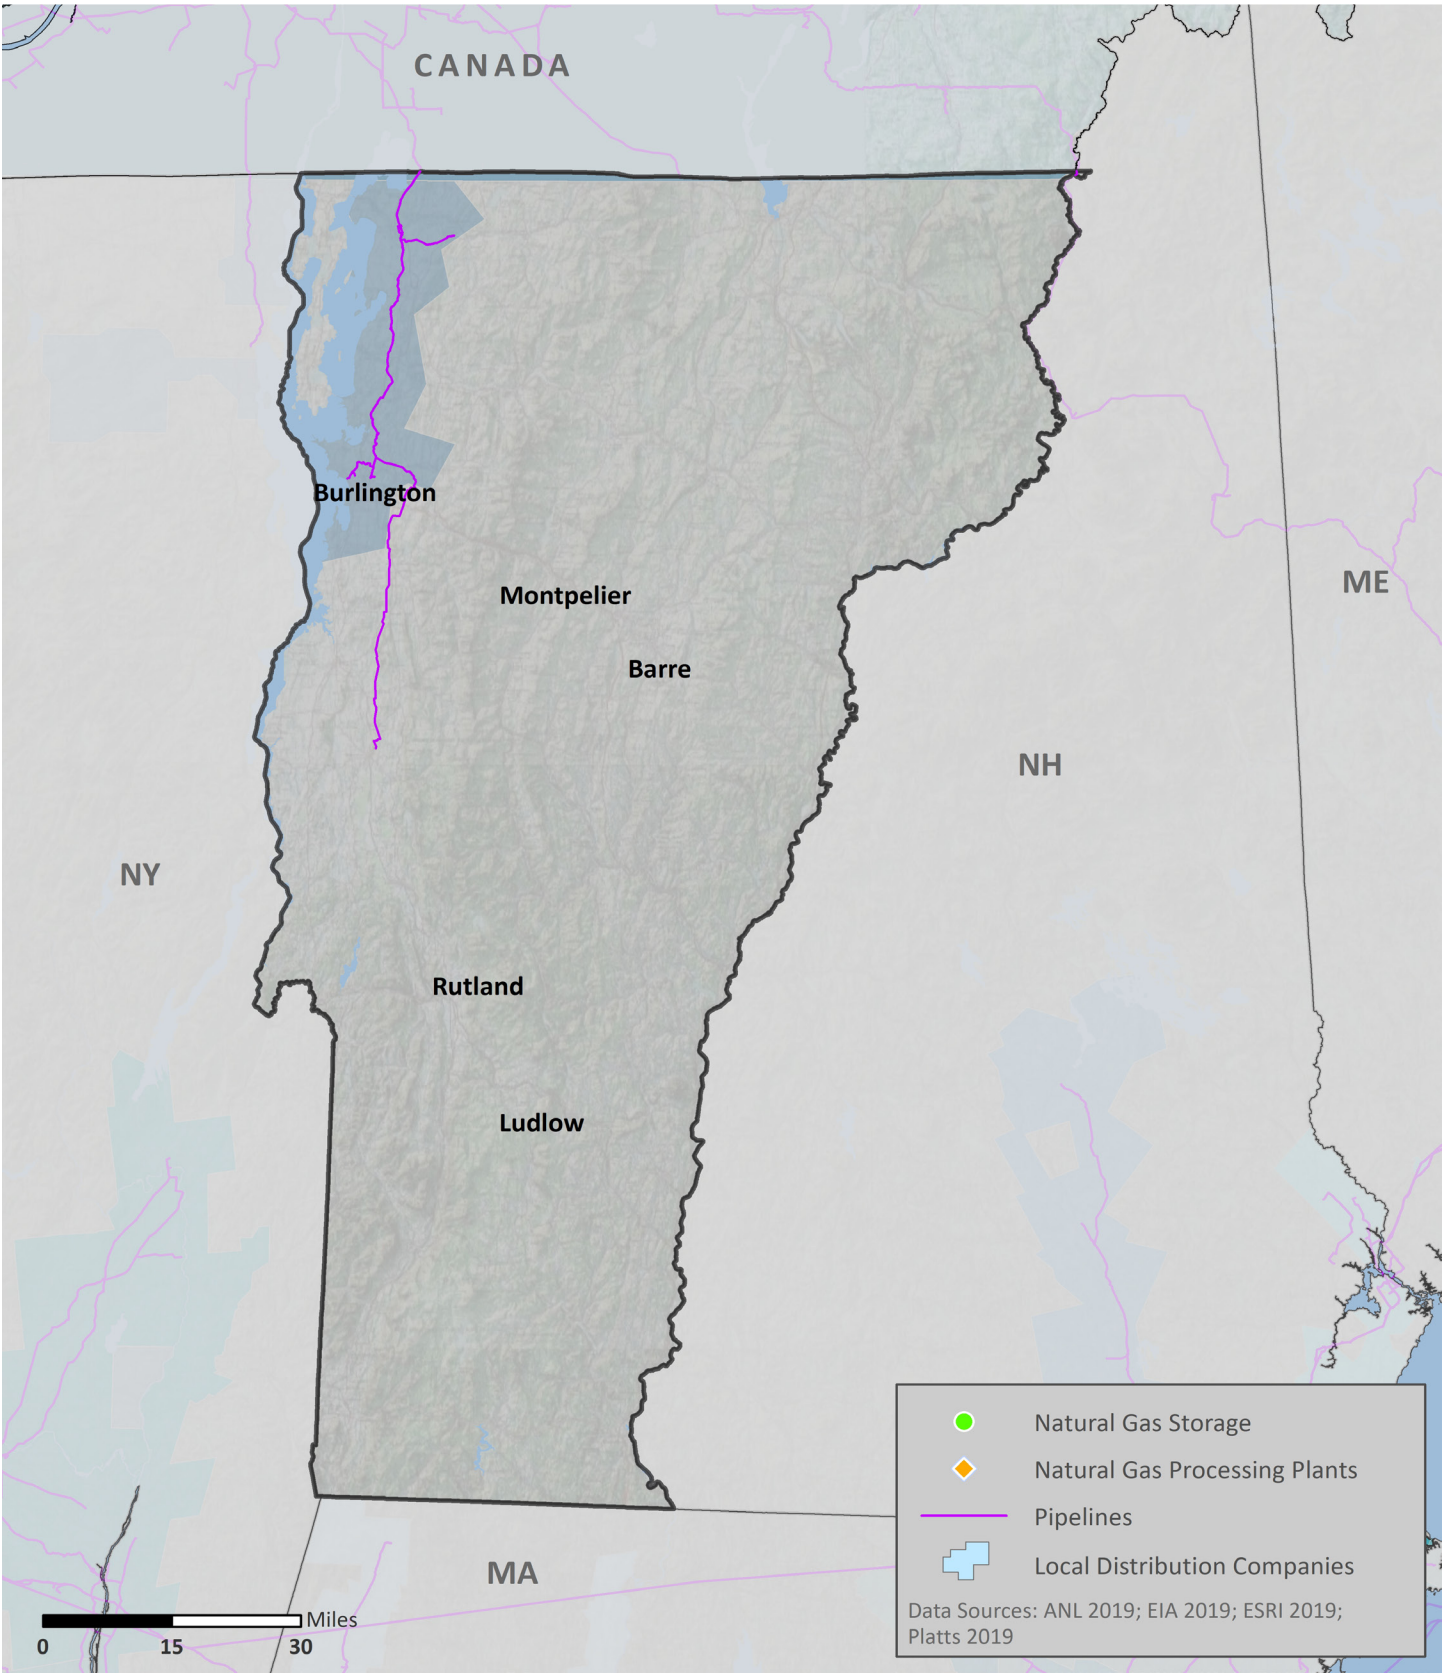 CANADA
Burlington
Montpelier
ME
Barre
NH
NY
Rutland
Ludlow
Natural Gas Storage
Natural Gas Processing Plants
Pipelines
Local Distribution Companies
MA
Data Sources: ANL 2019; EIA 2019; ESRI 2019;
Platts 2019
Miles
0 15 30